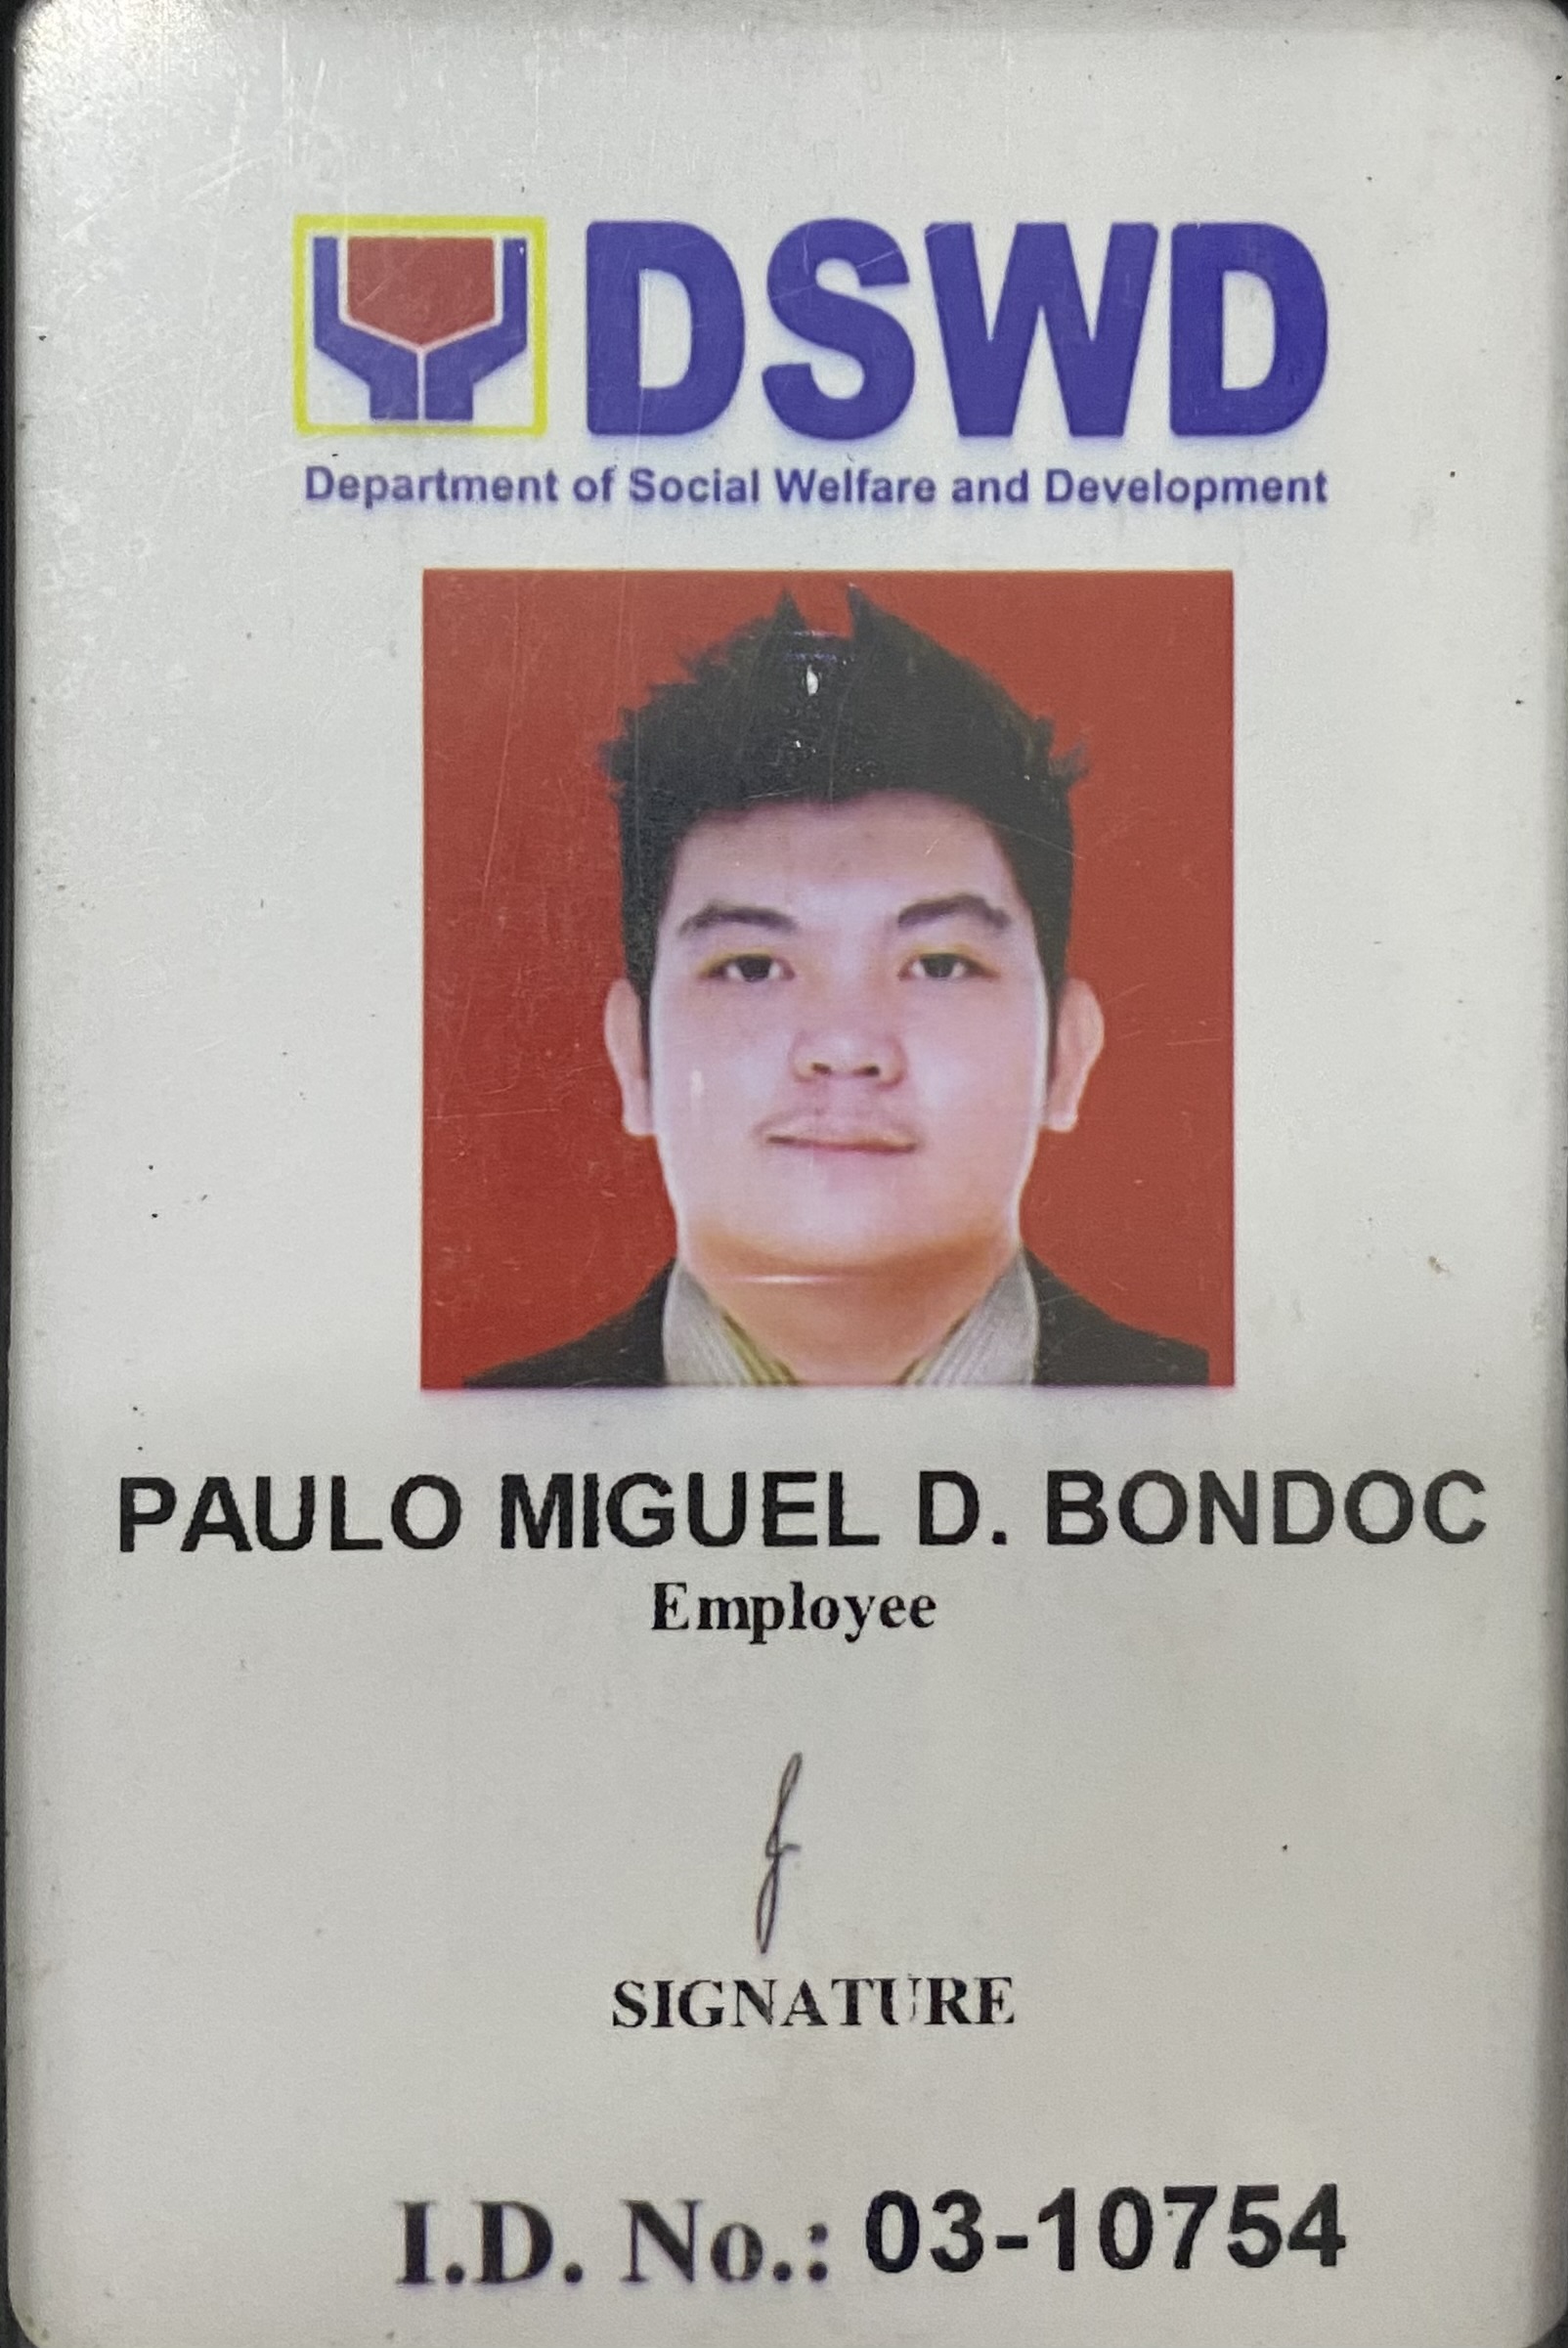 DSWD
Department of Social Welfare and Development
PAULO MIGUEL D. BONDOC
Employee
SIGNATURE
I.D. No.: 03-10754